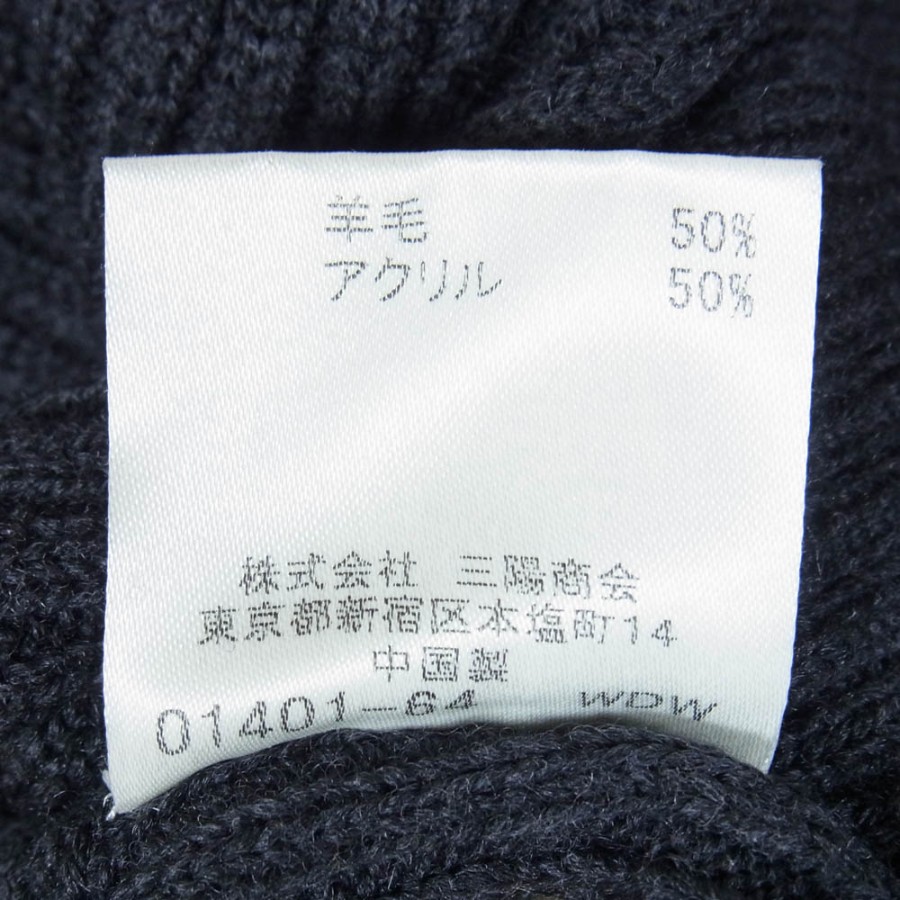 羊毛 50%
アクリル 50%
株式会社 三陽商会
東京都新宿区本塩町14
中国製
01401-64